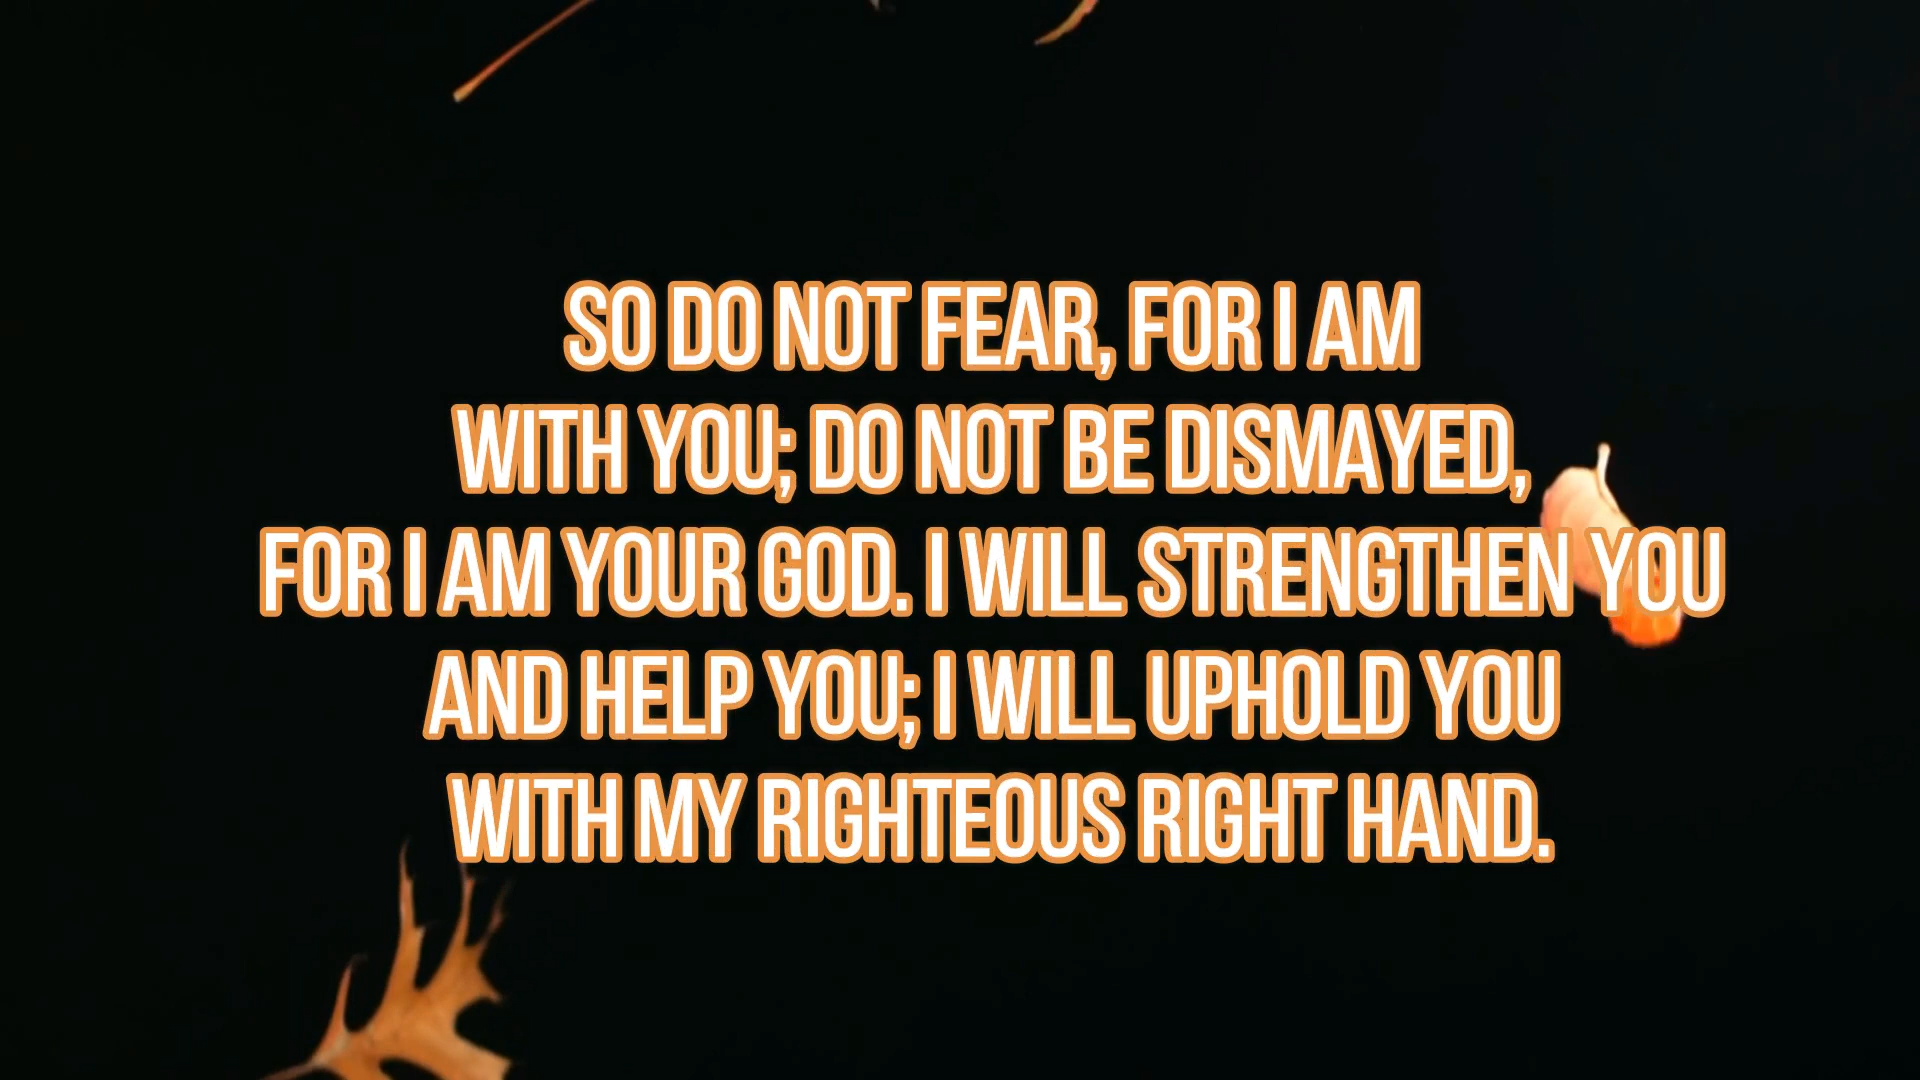 SO DO NOT FEAR, FOR I AM
WITH YOU; DO NOT BE DISMAYED,
FOR I AM YOUR GOD. I WILL STRENGTHEN YOU
AND HELP YOU; I WILL UPHOLD YOU
WITH MY RIGHTEOUS RIGHT HAND.